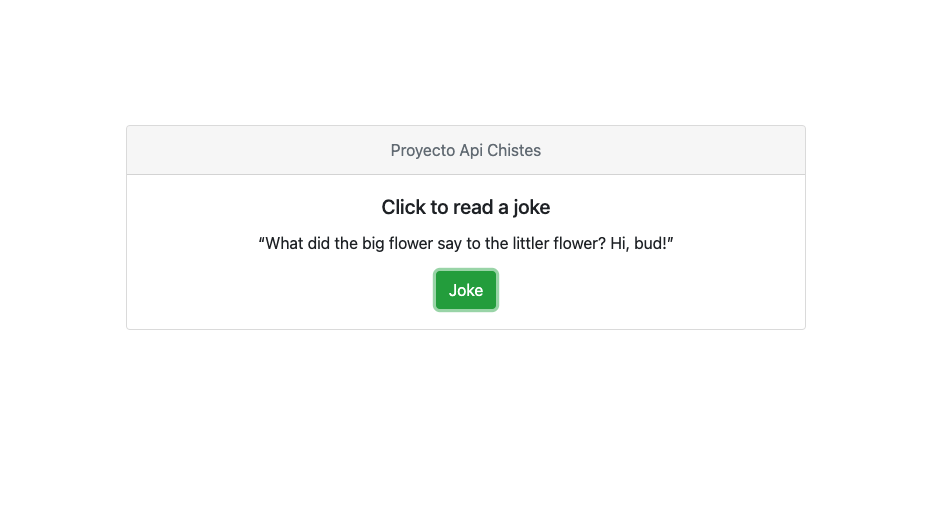 Proyecto Api Chistes
Click to read a joke
“What did the big flower say to the littler flower? Hi, bud!”
Joke